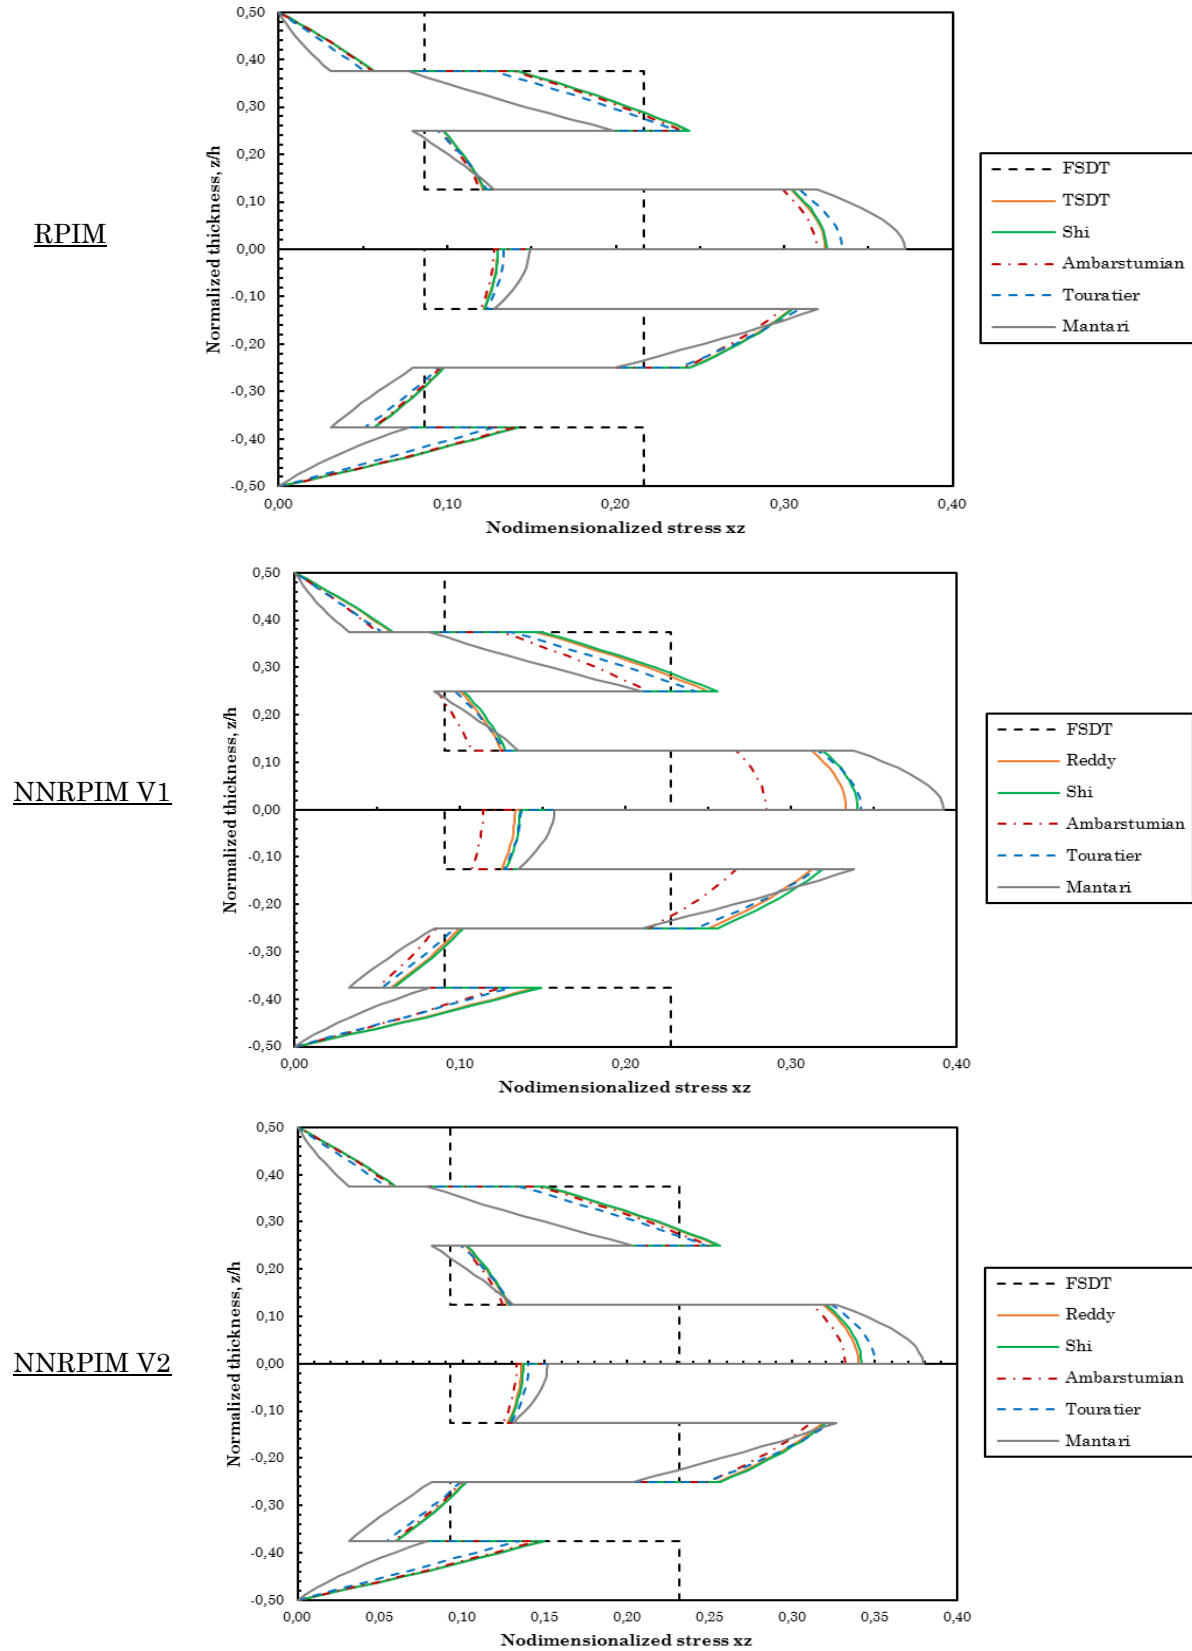 RPIM
Normalized thickness, z/h
0,50
0,40
0,30
0,20
0,10
0,00
-0,10
-0,20
-0,30
-0,40
-0,50
0,00 0,10 0,20 0,30 0,40
Nodimensionalized stress xz
FSDT
TSDT
Shi
Ambarstumian
Touratier
Mantari
NNRPIM V1
Normalized thickness, z/h
0,50
0,40
0,30
0,20
0,10
0,00
-0,10
-0,20
-0,30
-0,40
-0,50
0,00 0,10 0,20 0,30 0,40
Nodimensionalized stress xz
FSDT
Reddy
Shi
Ambarstumian
Touratier
Mantari
NNRPIM V2
Normalized thickness, z/h
0,50
0,40
0,30
0,20
0,10
0,00
-0,10
-0,20
-0,30
-0,40
-0,50
0,00 0,05 0,10 0,15 0,20 0,25 0,30 0,35 0,40
Nodimensionalized stress xz
FSDT
Reddy
Shi
Ambarstumian
Touratier
Mantari